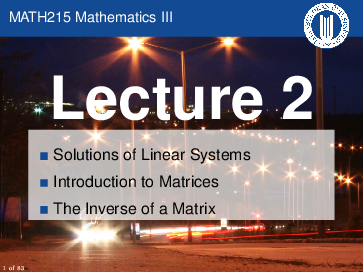 MATH215 Mathematics III
Lecture 2
Solutions of Linear Systems
Introduction to Matrices
The Inverse of a Matrix
1 of 83